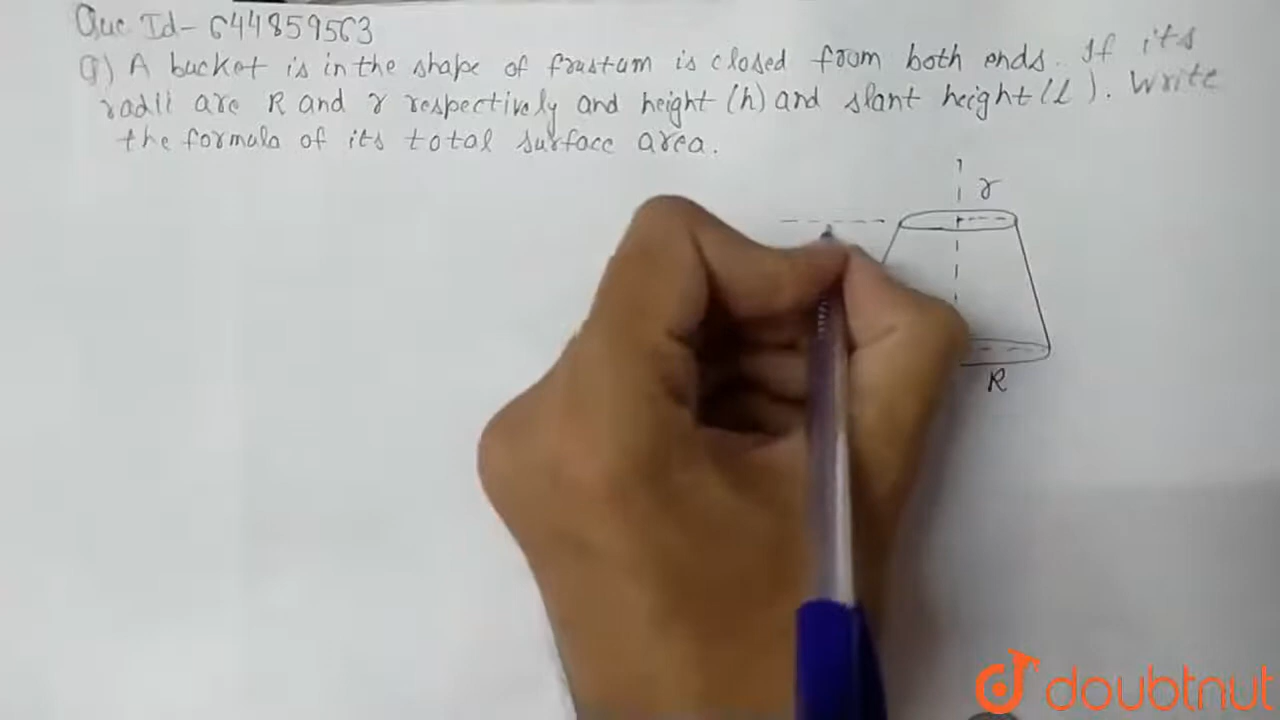 Que Id- 644859563
Q) A bucket is in the shape of frustum is closed from both ends. If its
radii are R and r respectively and height (h) and slant height (l). Write
the formula of its total surface area.
r
R
doubtnut